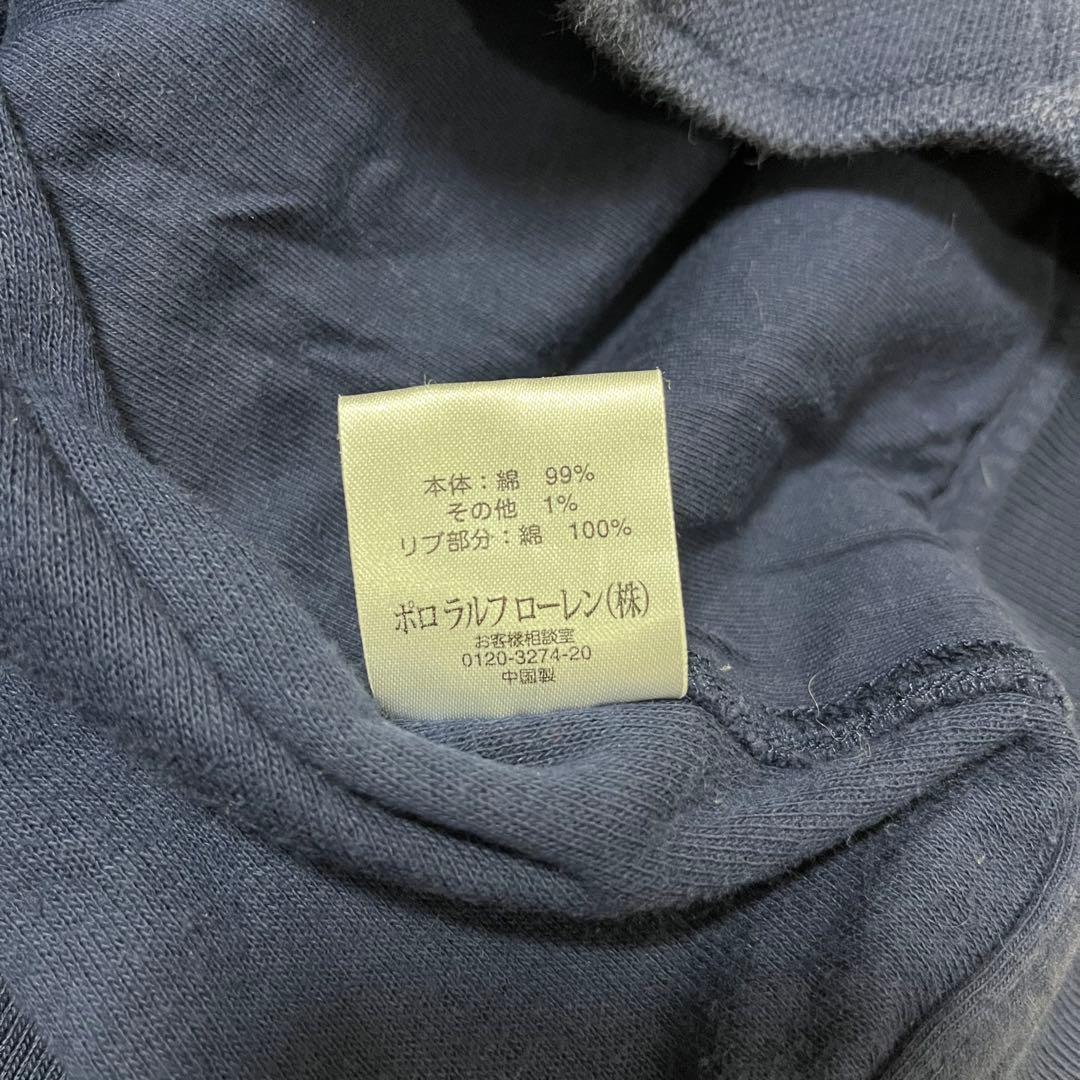 本体：綿 99%
その他 1%
リブ部分：綿 100%
ポロ ラルフ ローレン(株)
お客様相談室
0120-3274-20
中国製